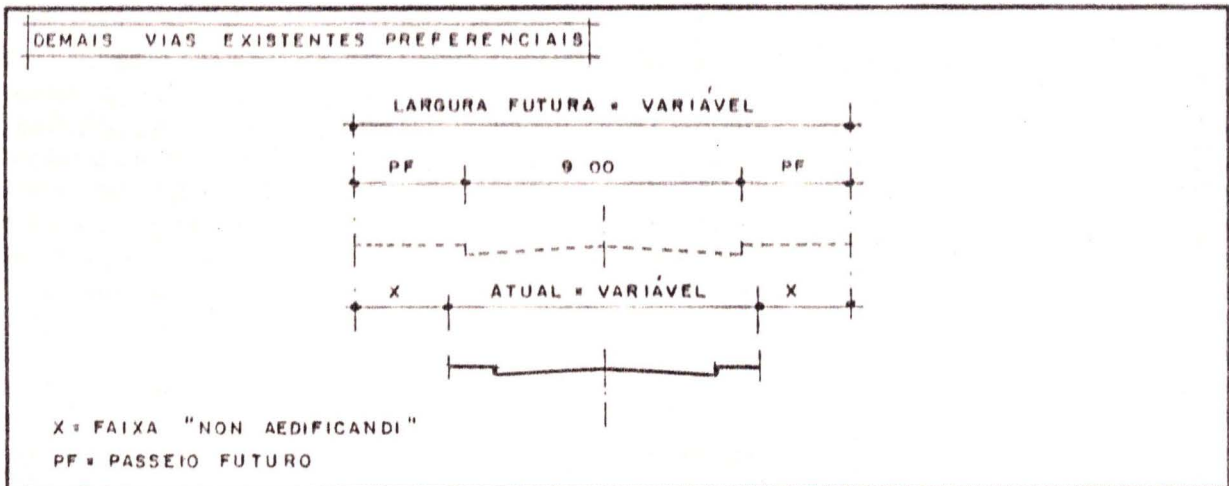 DEMAIS VIAS EXISTENTES PREFERENCIAIS
LARGURA FUTURA = VARIÁVEL
PF 9 00 PF
X ATUAL = VARIÁVEL X
X = FAIXA "NON AEDIFICANDI"
PF = PASSEIO FUTURO